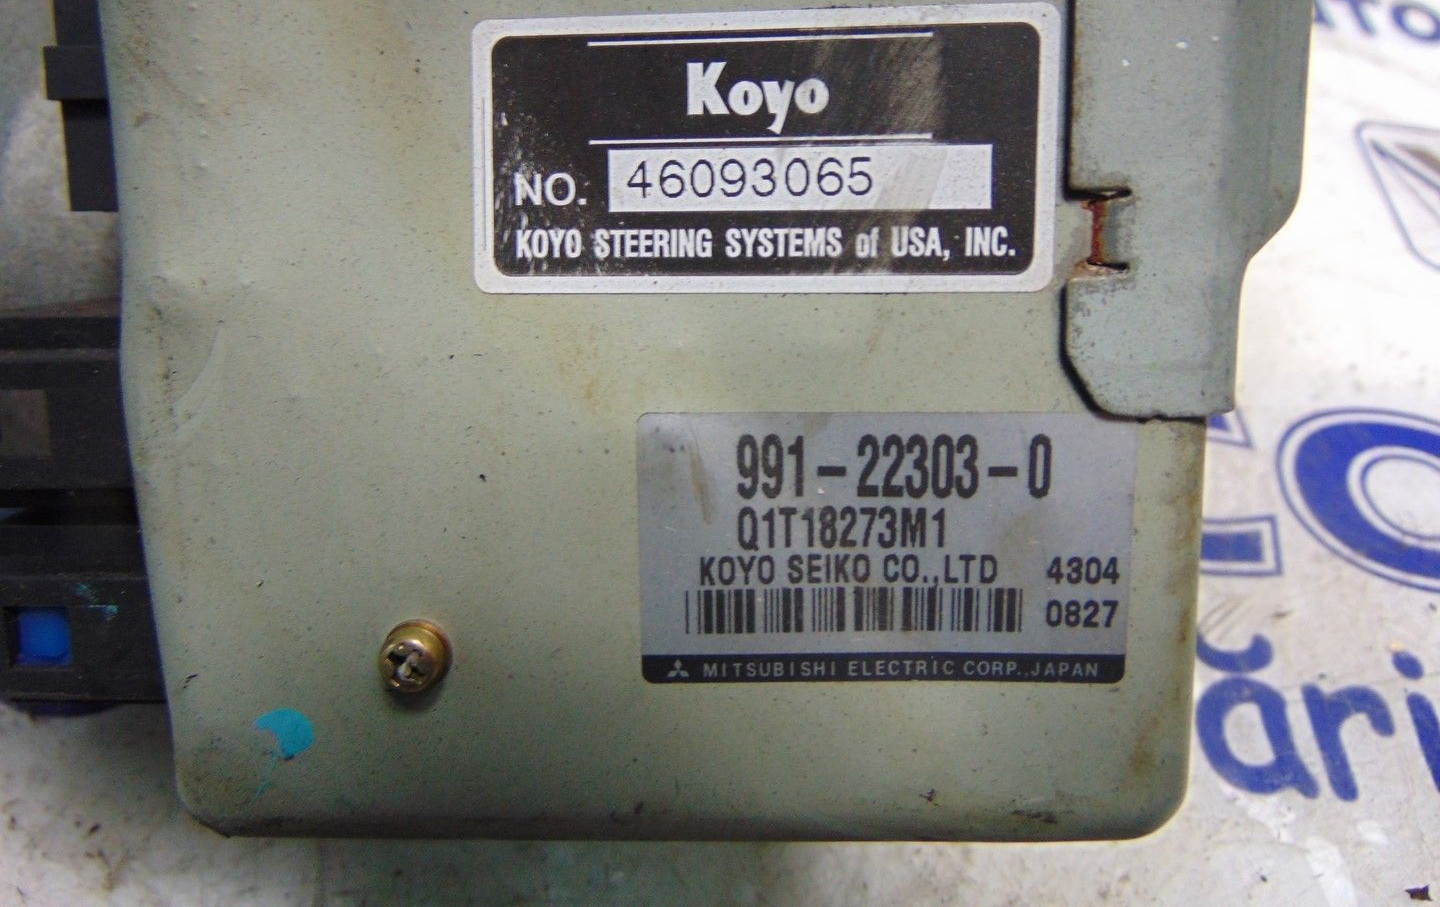 Koyo
NO. 46093065
KOYO STEERING SYSTEMS of USA, INC.
991-22303-0
Q1T18273M1
KOYO SEIKO CO.,LTD 4304
0827
MITSUBISHI ELECTRIC CORP., JAPAN